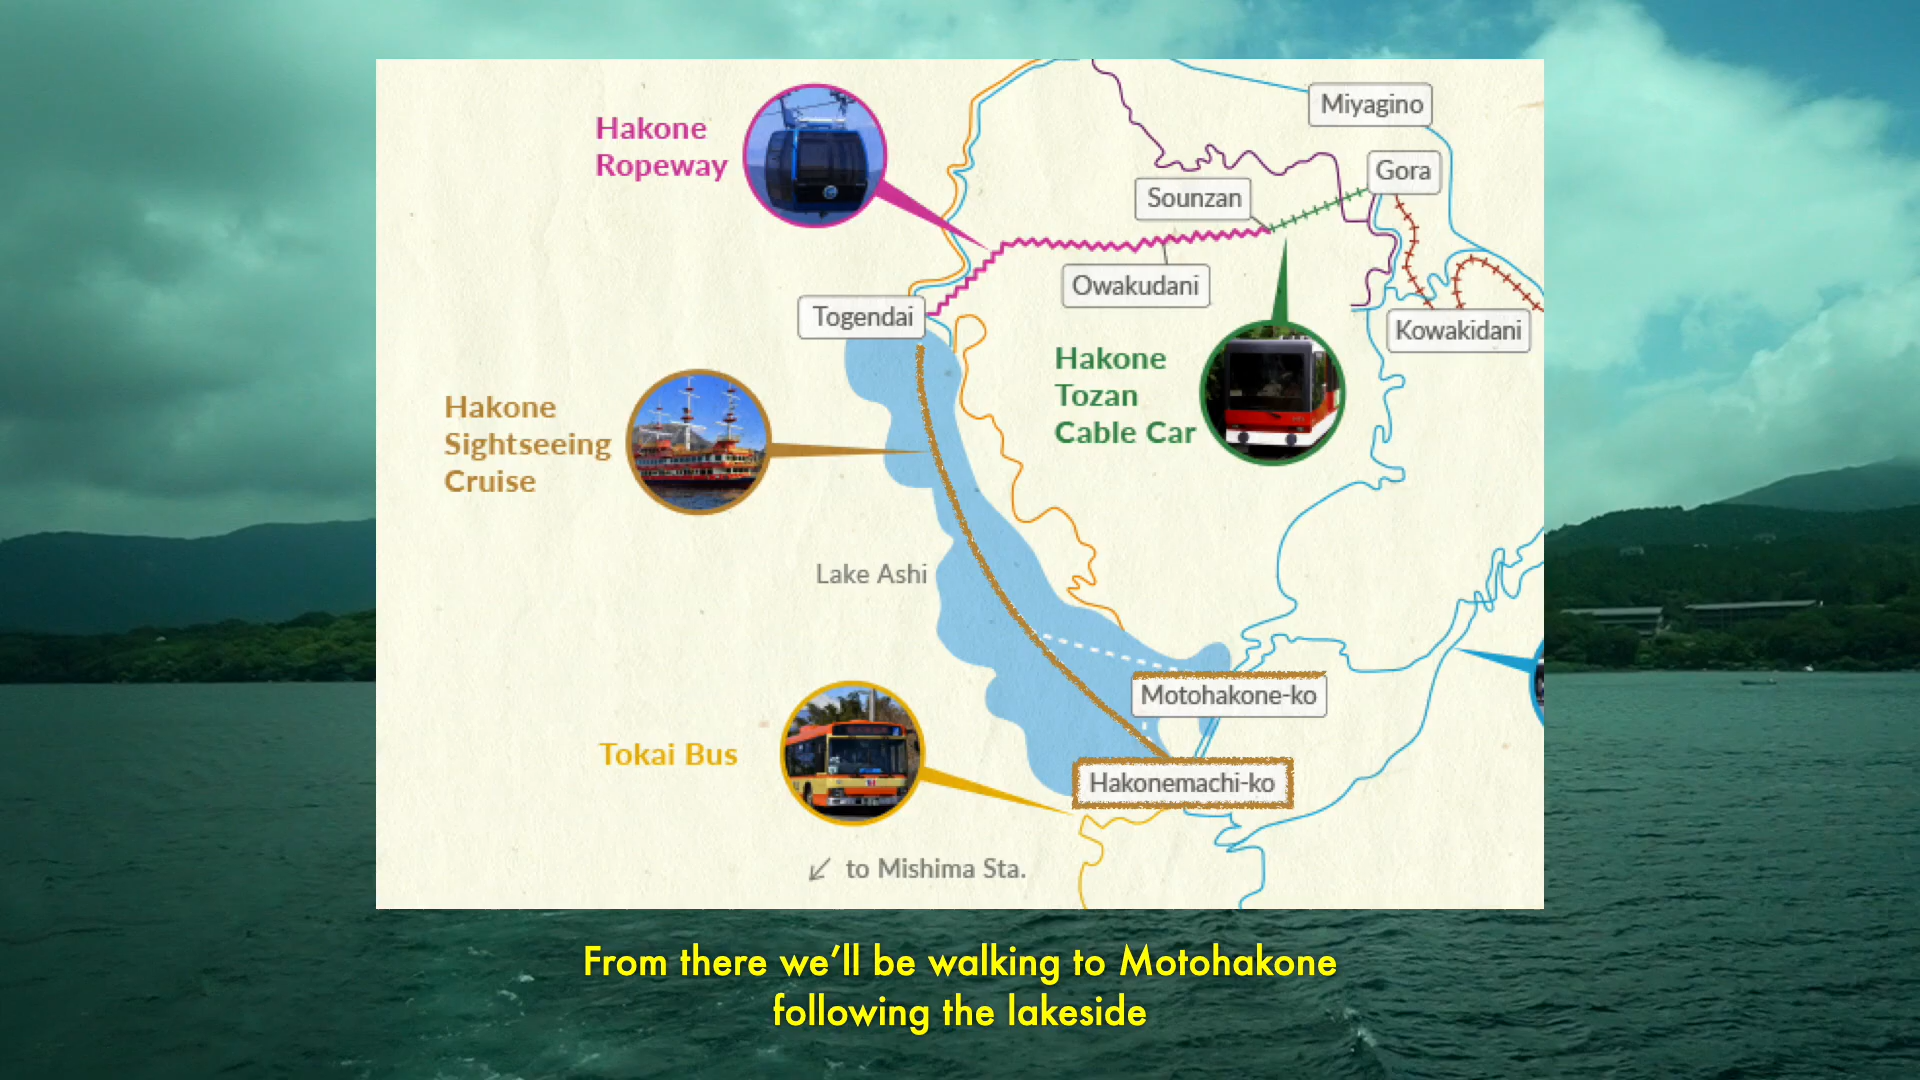 Hakone
Ropeway
Miyagino
Gora
Sounzan
Owakudani
Togendai
Kowakidani
Hakone
Tozan
Cable Car
Hakone
Sightseeing
Cruise
Lake Ashi
Motohakone-ko
Tokai Bus
Hakonemachi-ko
to Mishima Sta.
From there we’ll be walking to Motohakone
following the lakeside